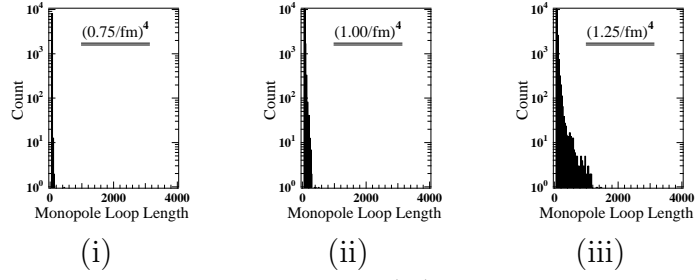 10⁴
(0.75/fm)⁴
10³
Count
10²
10¹
10⁰
0 2000 4000
Monopole Loop Length
(i)
10⁴
(1.00/fm)⁴
10³
Count
10²
10¹
10⁰
0 2000 4000
Monopole Loop Length
(ii)
10⁴
(1.25/fm)⁴
10³
Count
10²
10¹
10⁰
0 2000 4000
Monopole Loop Length
(iii)